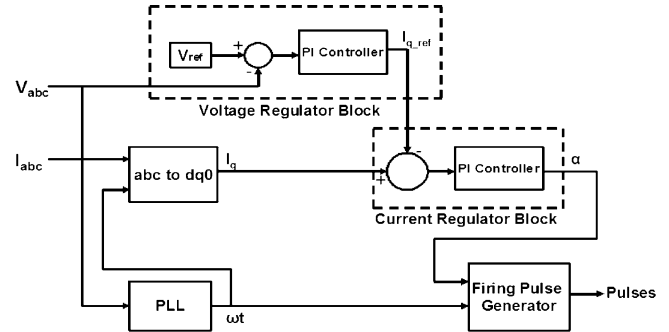 Vref
+
-
PI Controller
Iq_ref
Vabc
Voltage Regulator Block
Iabc
abc to dq0
Iq
-
+
PI Controller
α
Current Regulator Block
PLL
ωt
Firing Pulse
Generator
Pulses